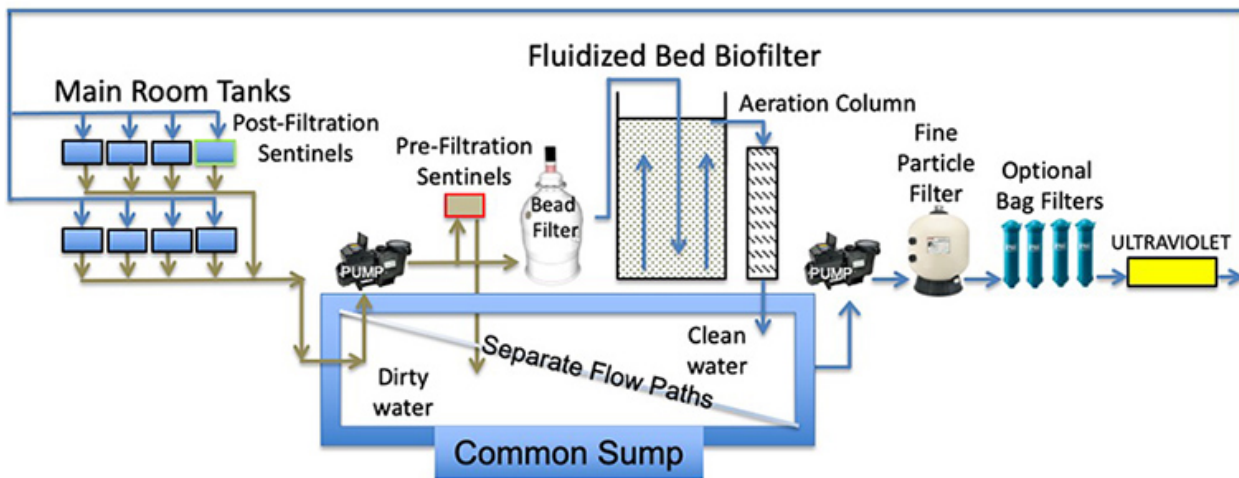 Main Room Tanks
Post-Filtration
Sentinels
Pre-Filtration
Sentinels
Bead
Filter
Fluidized Bed Biofilter
Aeration Column
Fine
Particle
Filter
Optional
Bag Filters
ULTRAVIOLET
PUMP
PUMP
Dirty
water
Separate Flow Paths
Clean
water
Common Sump